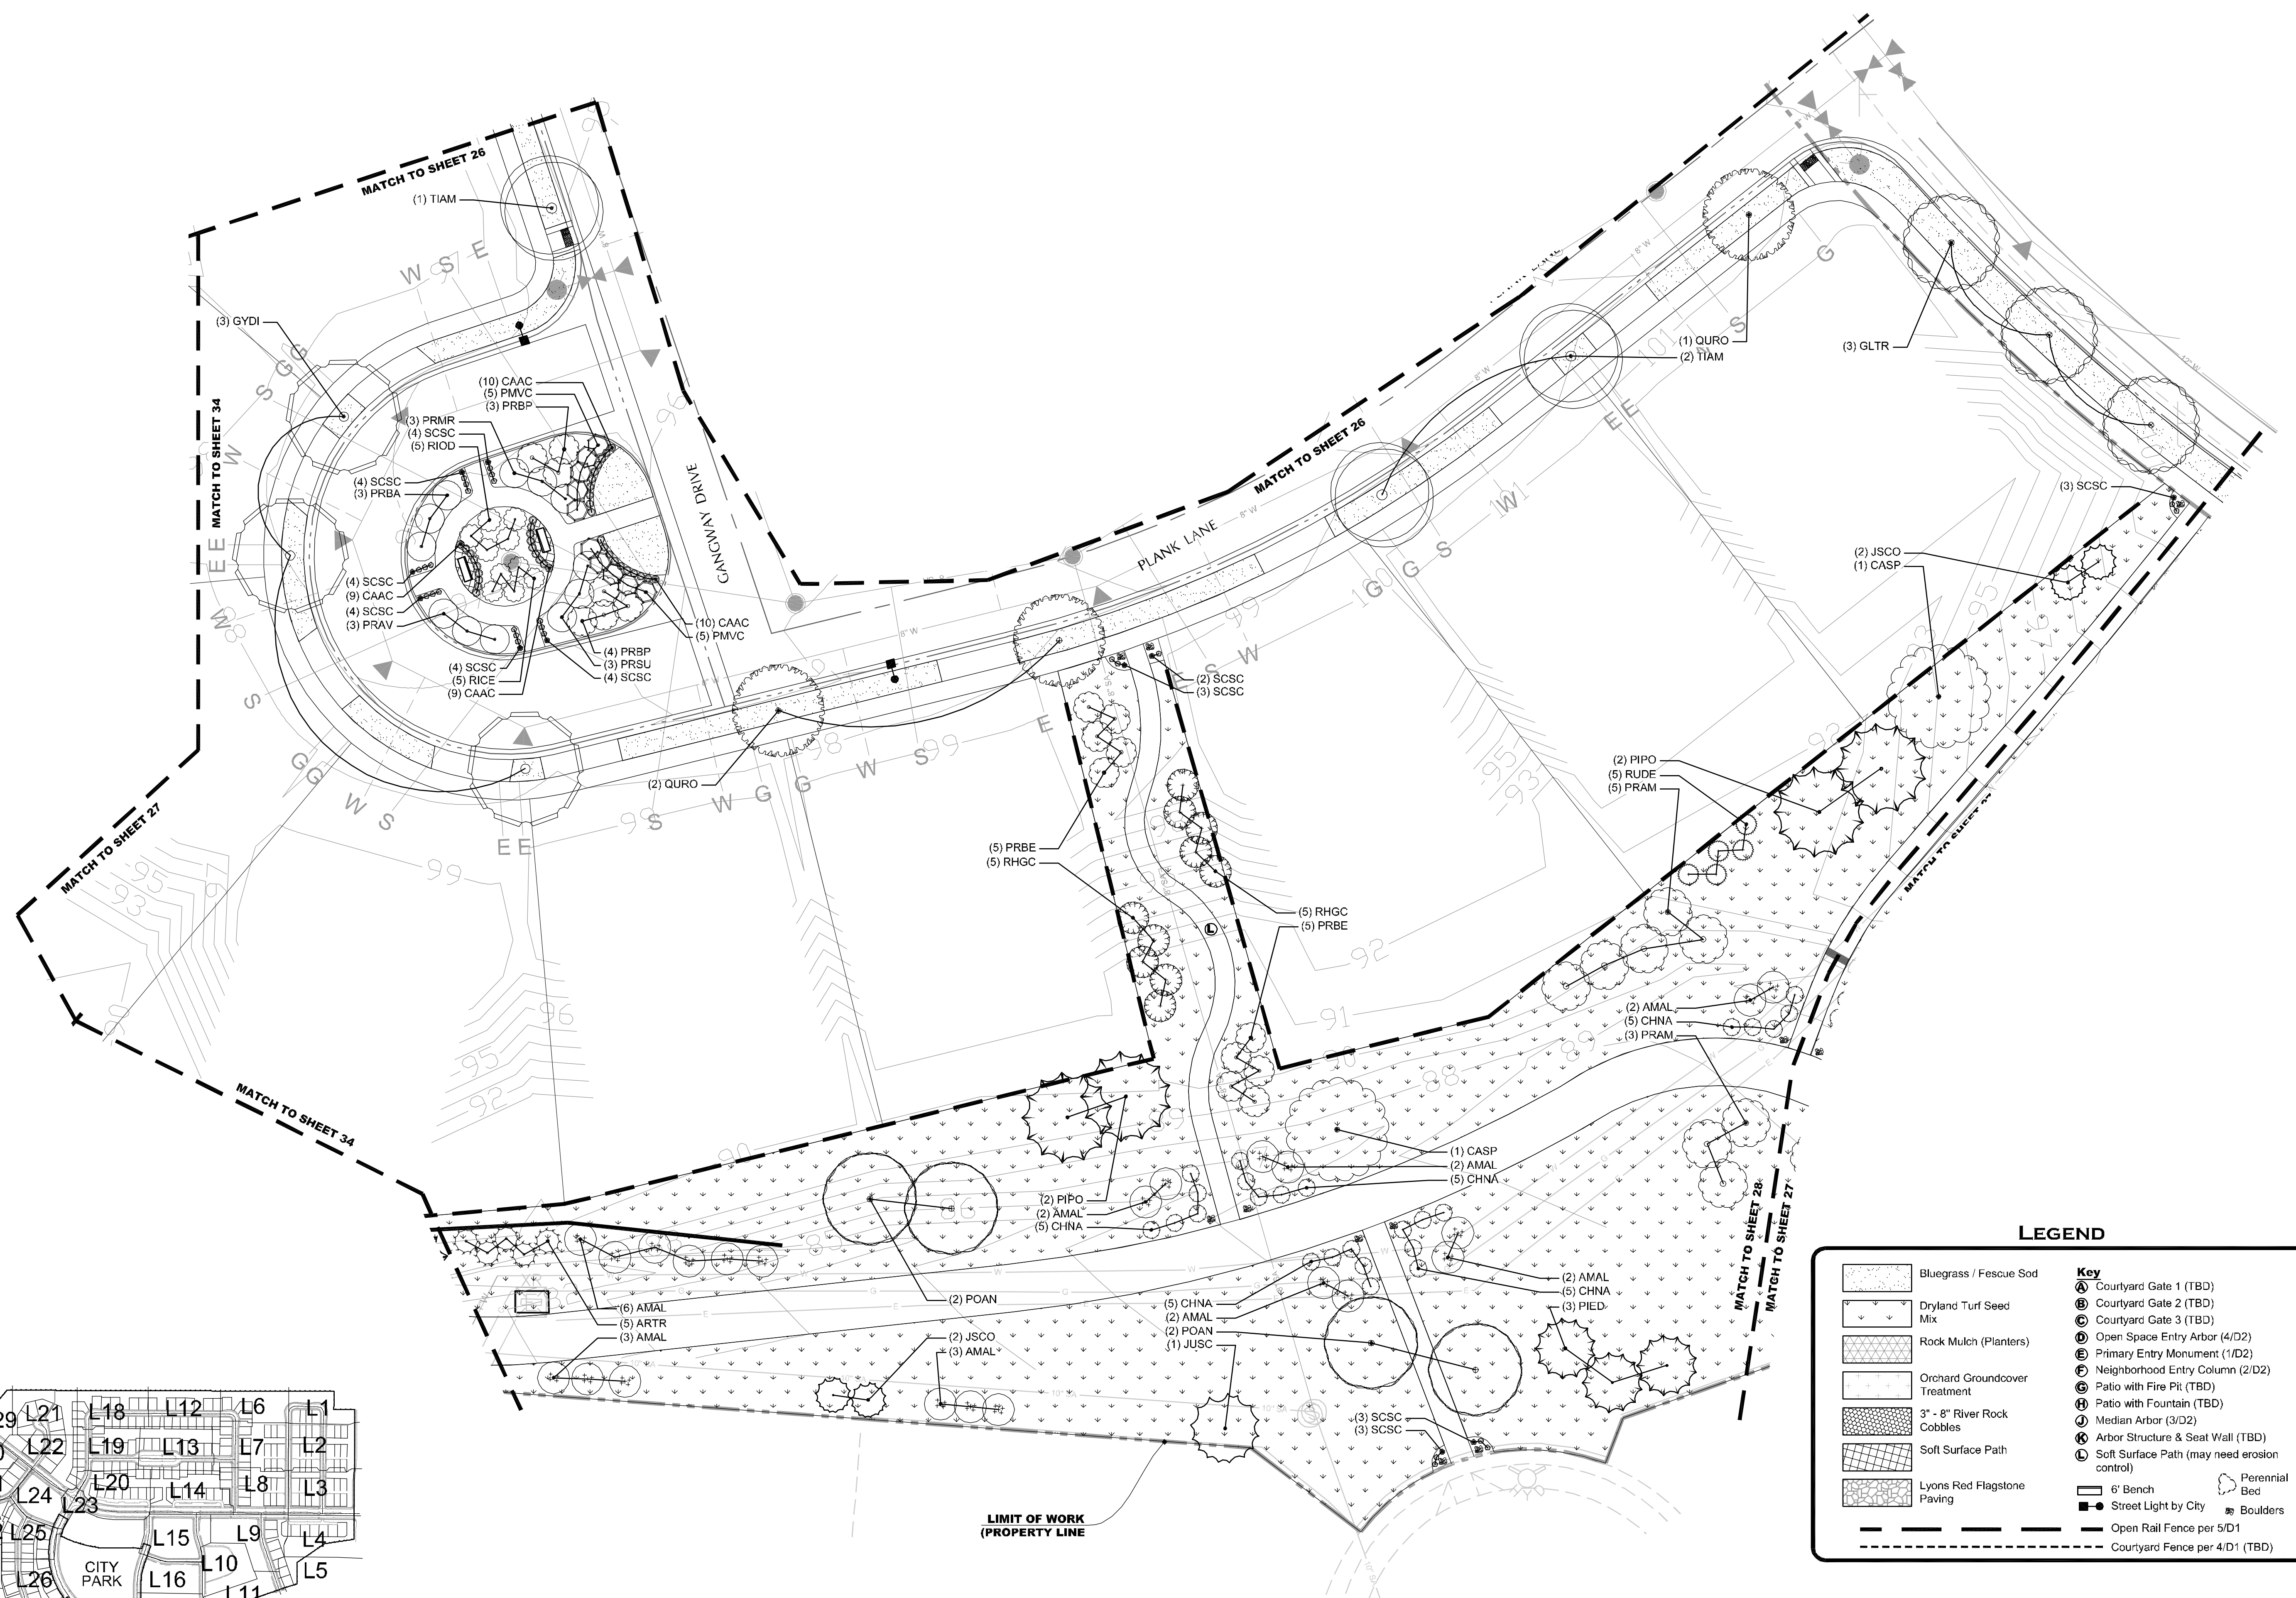 MATCH TO SHEET 26
(1) TIAM
(3) GYDI
MATCH TO SHEET 34
(10) CAAC
(5) PMVC
(3) PRBP
(3) PRMR
(4) SCSC
(5) RIOD
(4) SCSC
(3) PRBA
(4) SCSC
(9) CAAC
(4) SCSC
(3) PRAV
(4) SCSC
(5) RICE
(9) CAAC
(10) CAAC
(5) PMVC
(4) PRBP
(3) PRSU
(4) SCSC
GANGWAY DRIVE
PLANK LANE
MATCH TO SHEET 26
(1) QURO
(2) TIAM
(3) GLTR
(3) SCSC
(2) JSCO
(1) CASP
(2) SCSC
(3) SCSC
(2) QURO
(2) PIPO
(5) RUDE
(5) PRAM
MATCH TO SHEET 27
(5) PRBE
(5) RHGC
(5) RHGC
(5) PRBE
L
(2) AMAL
(5) CHNA
(3) PRAM
MATCH TO SHEET 34
(1) CASP
(2) AMAL
(5) CHNA
(2) PIPO
(2) AMAL
(5) CHNA
MATCH TO SHEET 28
MATCH TO SHEET 27
(2) AMAL
(5) CHNA
(3) PIED
(6) AMAL
(5) ARTR
(3) AMAL
(2) POAN
(2) JSCO
(3) AMAL
(5) CHNA
(2) AMAL
(2) POAN
(1) JUSC
(3) SCSC
(3) SCSC
LIMIT OF WORK
(PROPERTY LINE
L21 L18 L12 L6 L1
L22 L19 L13 L7 L2
L24 L20 L14 L8 L3
L23
L25 L15 L9 L4
CITY
PARK
L26 L16 L10 L5
L11
LEGEND
Bluegrass / Fescue Sod
Dryland Turf Seed
Mix
Rock Mulch (Planters)
Orchard Groundcover
Treatment
3" - 8" River Rock
Cobbles
Soft Surface Path
Lyons Red Flagstone
Paving
Key
A Courtyard Gate 1 (TBD)
B Courtyard Gate 2 (TBD)
C Courtyard Gate 3 (TBD)
D Open Space Entry Arbor (4/D2)
E Primary Entry Monument (1/D2)
F Neighborhood Entry Column (2/D2)
G Patio with Fire Pit (TBD)
H Patio with Fountain (TBD)
J Median Arbor (3/D2)
K Arbor Structure & Seat Wall (TBD)
L Soft Surface Path (may need erosion
control)
6' Bench
Perennial
Bed
Street Light by City
Boulders
Open Rail Fence per 5/D1
Courtyard Fence per 4/D1 (TBD)